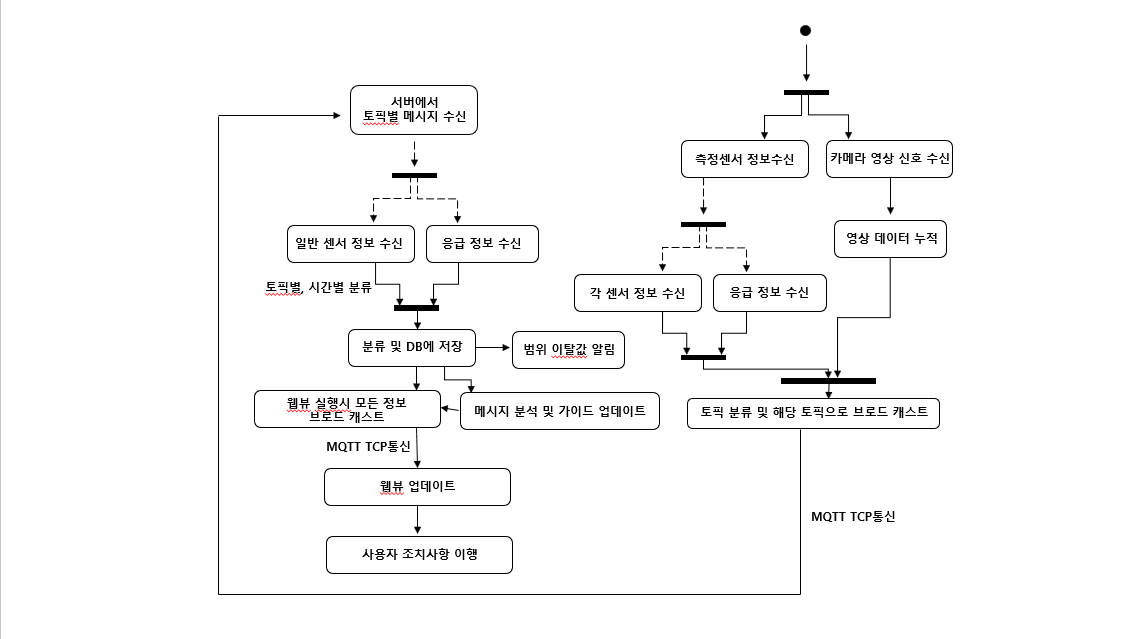 서버에서
토픽별 메시지 수신
일반 센서 정보 수신
응급 정보 수신
토픽별, 시간별 분류
분류 및 DB에 저장
범위 이탈값 알림
웹뷰 실행시 모든 정보
브로드 캐스트
메시지 분석 및 가이드 업데이트
MQTT TCP통신
웹뷰 업데이트
사용자 조치사항 이행
측정센서 정보수신
카메라 영상 신호 수신
영상 데이터 누적
각 센서 정보 수신
응급 정보 수신
토픽 분류 및 해당 토픽으로 브로드 캐스트
MQTT TCP통신